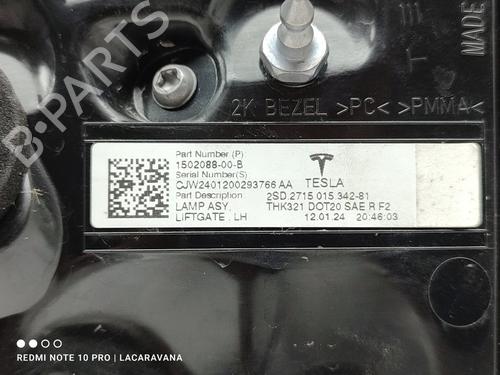 B-PARTS
MADE
2K BEZEL >PC< >PMMA<
Part Number (P)
1502088-00-B
Serial Number(S)
CJW2401200293766 AA
TESLA
Part Description
2SD.2715 015 342-81
LAMP ASY,
THK321 DOT20 SAE R F2
LIFTGATE . LH
12.01.24 20:46:03
REDMI NOTE 10 PRO | LACARAVANA